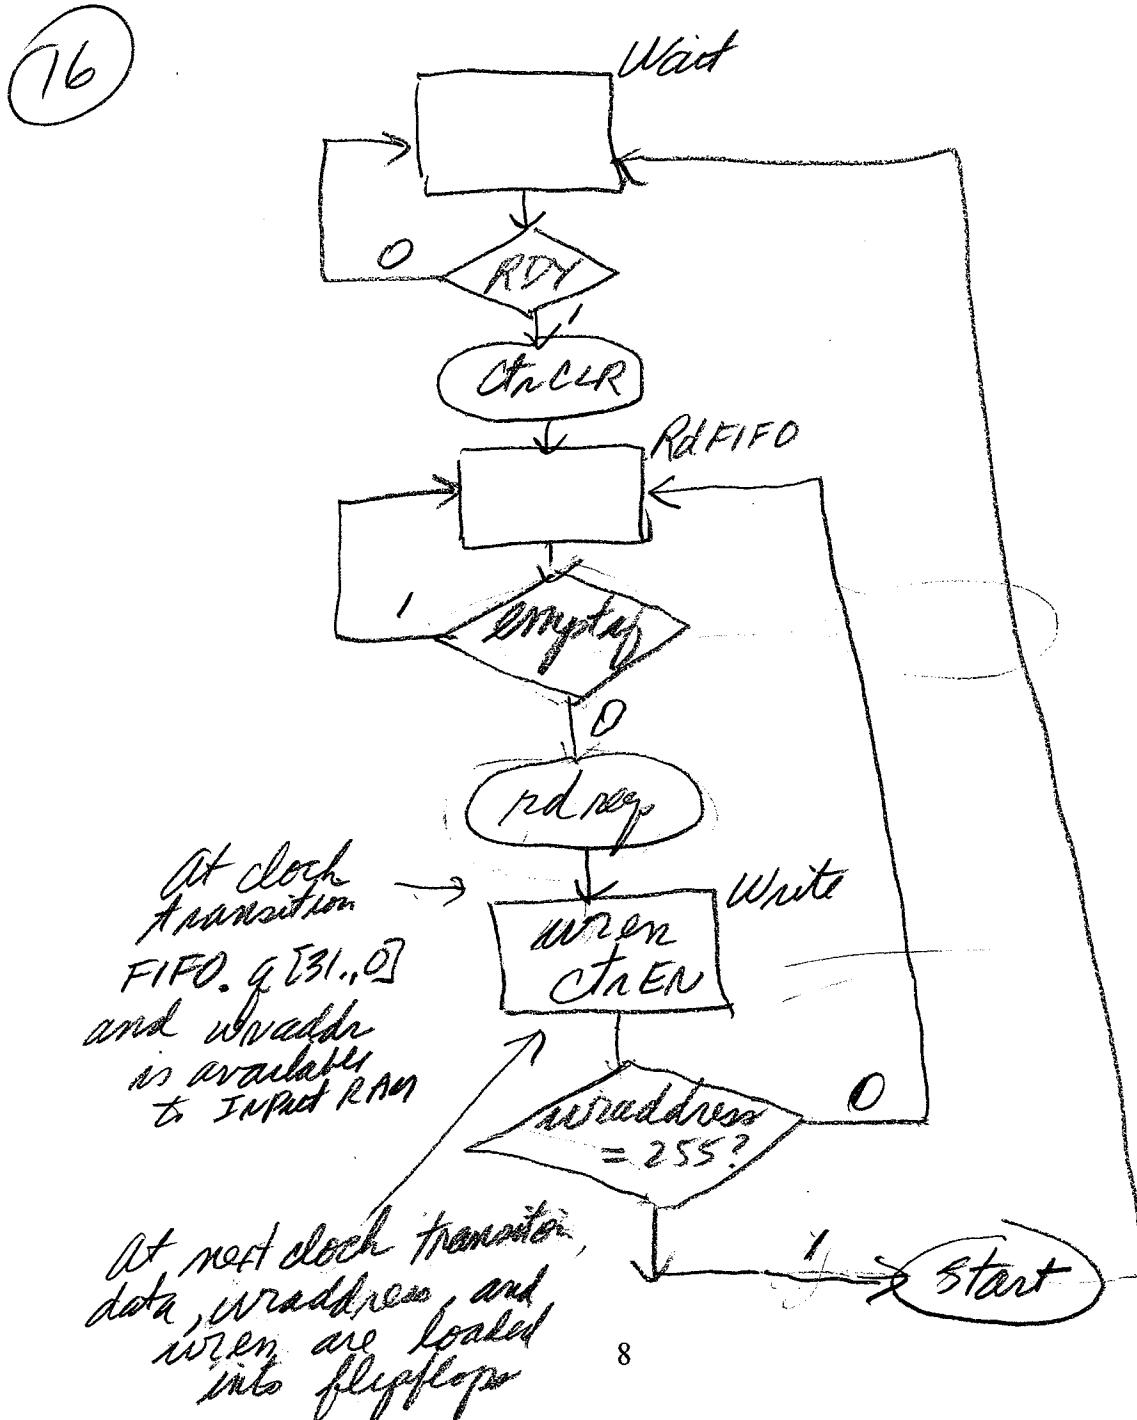 16
Wait
0
RDY
1
CtrCLR
RdFIFO
1
empty
0
rdreq
At clock
transition
FIFO. q [31..0]
and wraddr
is available
to InPut RAM
Write
wren
CtrEN
wraddress
= 255?
0
1
start
At next clock transition,
data, wraddress, and
wren are loaded
into flipflops
8